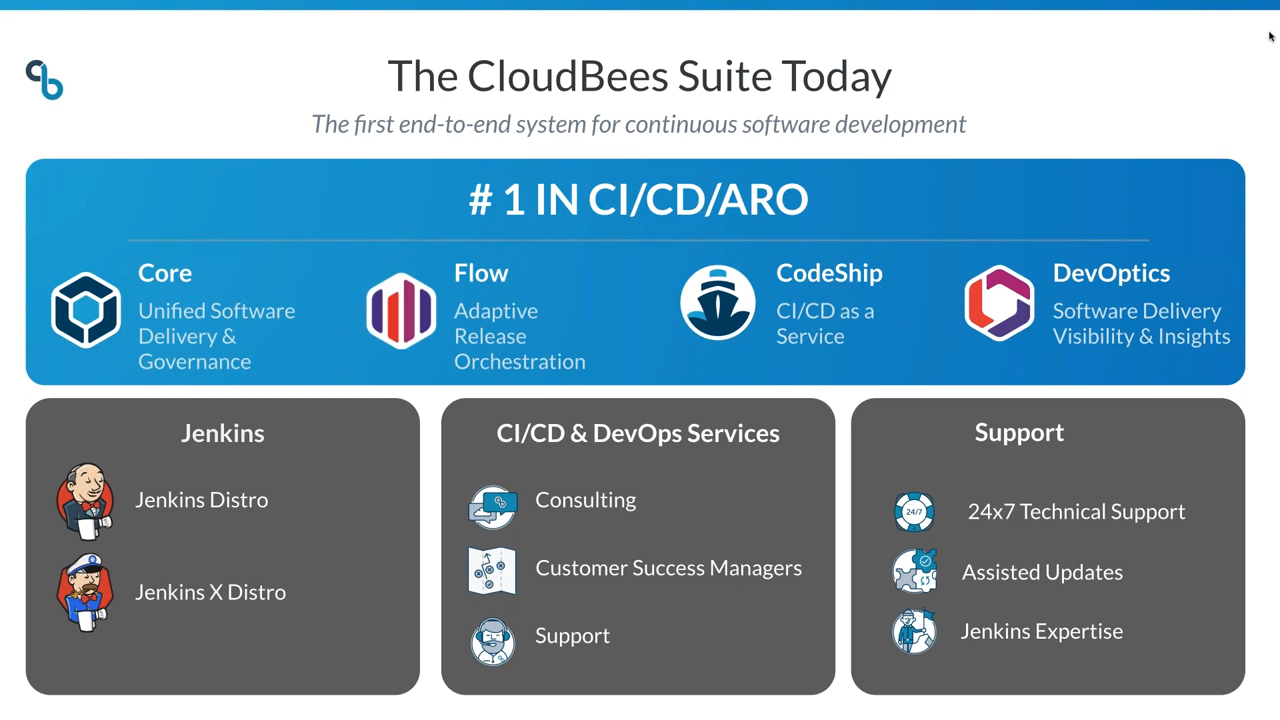 The CloudBees Suite Today
The first end-to-end system for continuous software development
# 1 IN CI/CD/ARO
Core
Unified Software
Delivery &
Governance
Flow
Adaptive
Release
Orchestration
CodeShip
CI/CD as a
Service
DevOptics
Software Delivery
Visibility & Insights
Jenkins
Jenkins Distro
Jenkins X Distro
CI/CD & DevOps Services
Consulting
Customer Success Managers
Support
Support
24/7
24x7 Technical Support
Assisted Updates
Jenkins Expertise